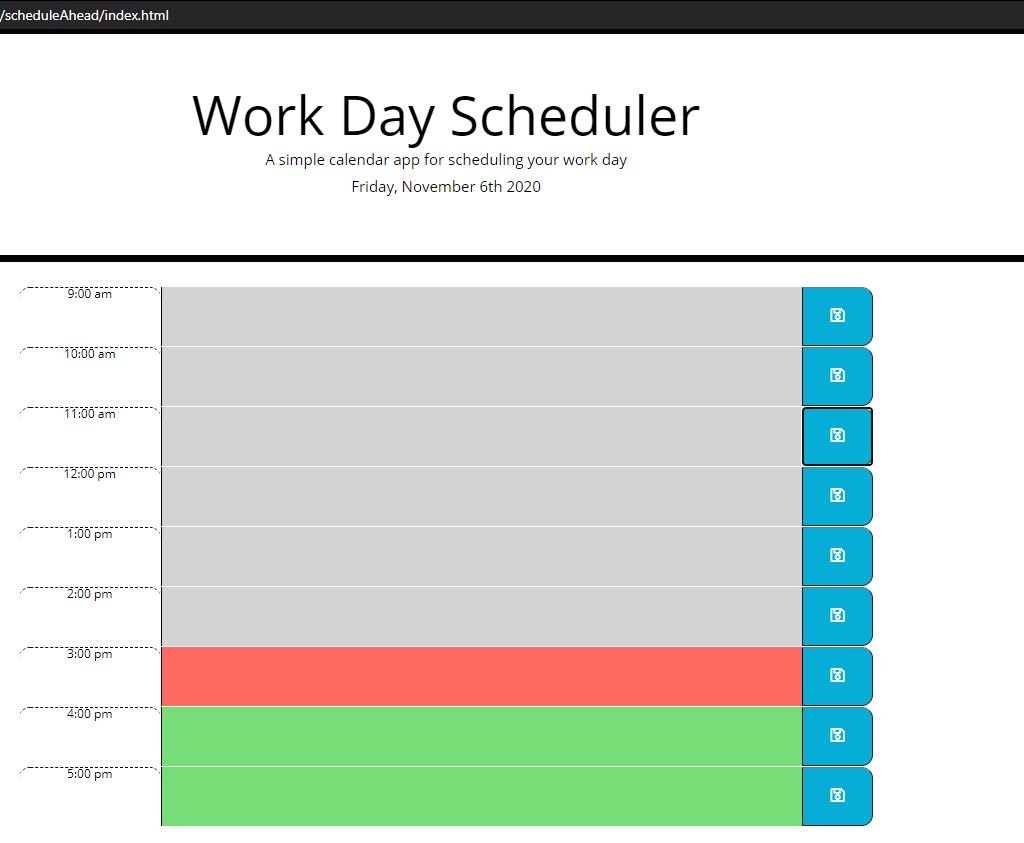 /scheduleAhead/index.html
Work Day Scheduler
A simple calendar app for scheduling your work day
Friday, November 6th 2020
9:00 am
10:00 am
11:00 am
12:00 pm
1:00 pm
2:00 pm
3:00 pm
4:00 pm
5:00 pm